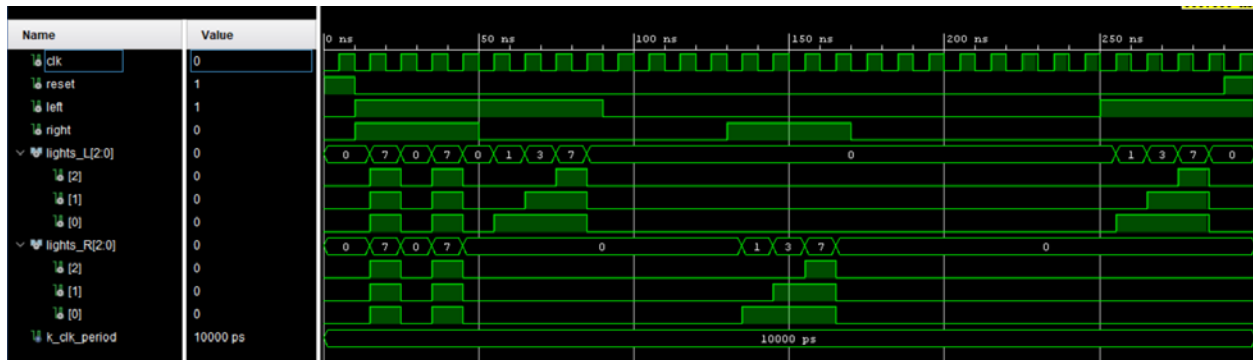 Name Value 0 ns 50 ns 100 ns 150 ns 200 ns 250 ns
clk 0
reset 1
left 1
right 0
lights_L[2:0] 0 0 7 0 7 0 1 3 7 0 1 3 7 0
[2] 0
[1] 0
[0] 0
lights_R[2:0] 0 0 7 0 7 0 1 3 7 0
[2] 0
[1] 0
[0] 0
k_clk_period 10000 ps 10000 ps